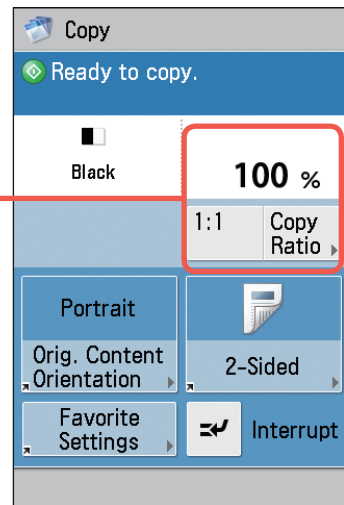 Copy
Ready to copy.
Black
100 %
1:1
Copy
Ratio
Portrait
Orig. Content
Orientation
2-Sided
Favorite
Settings
Interrupt